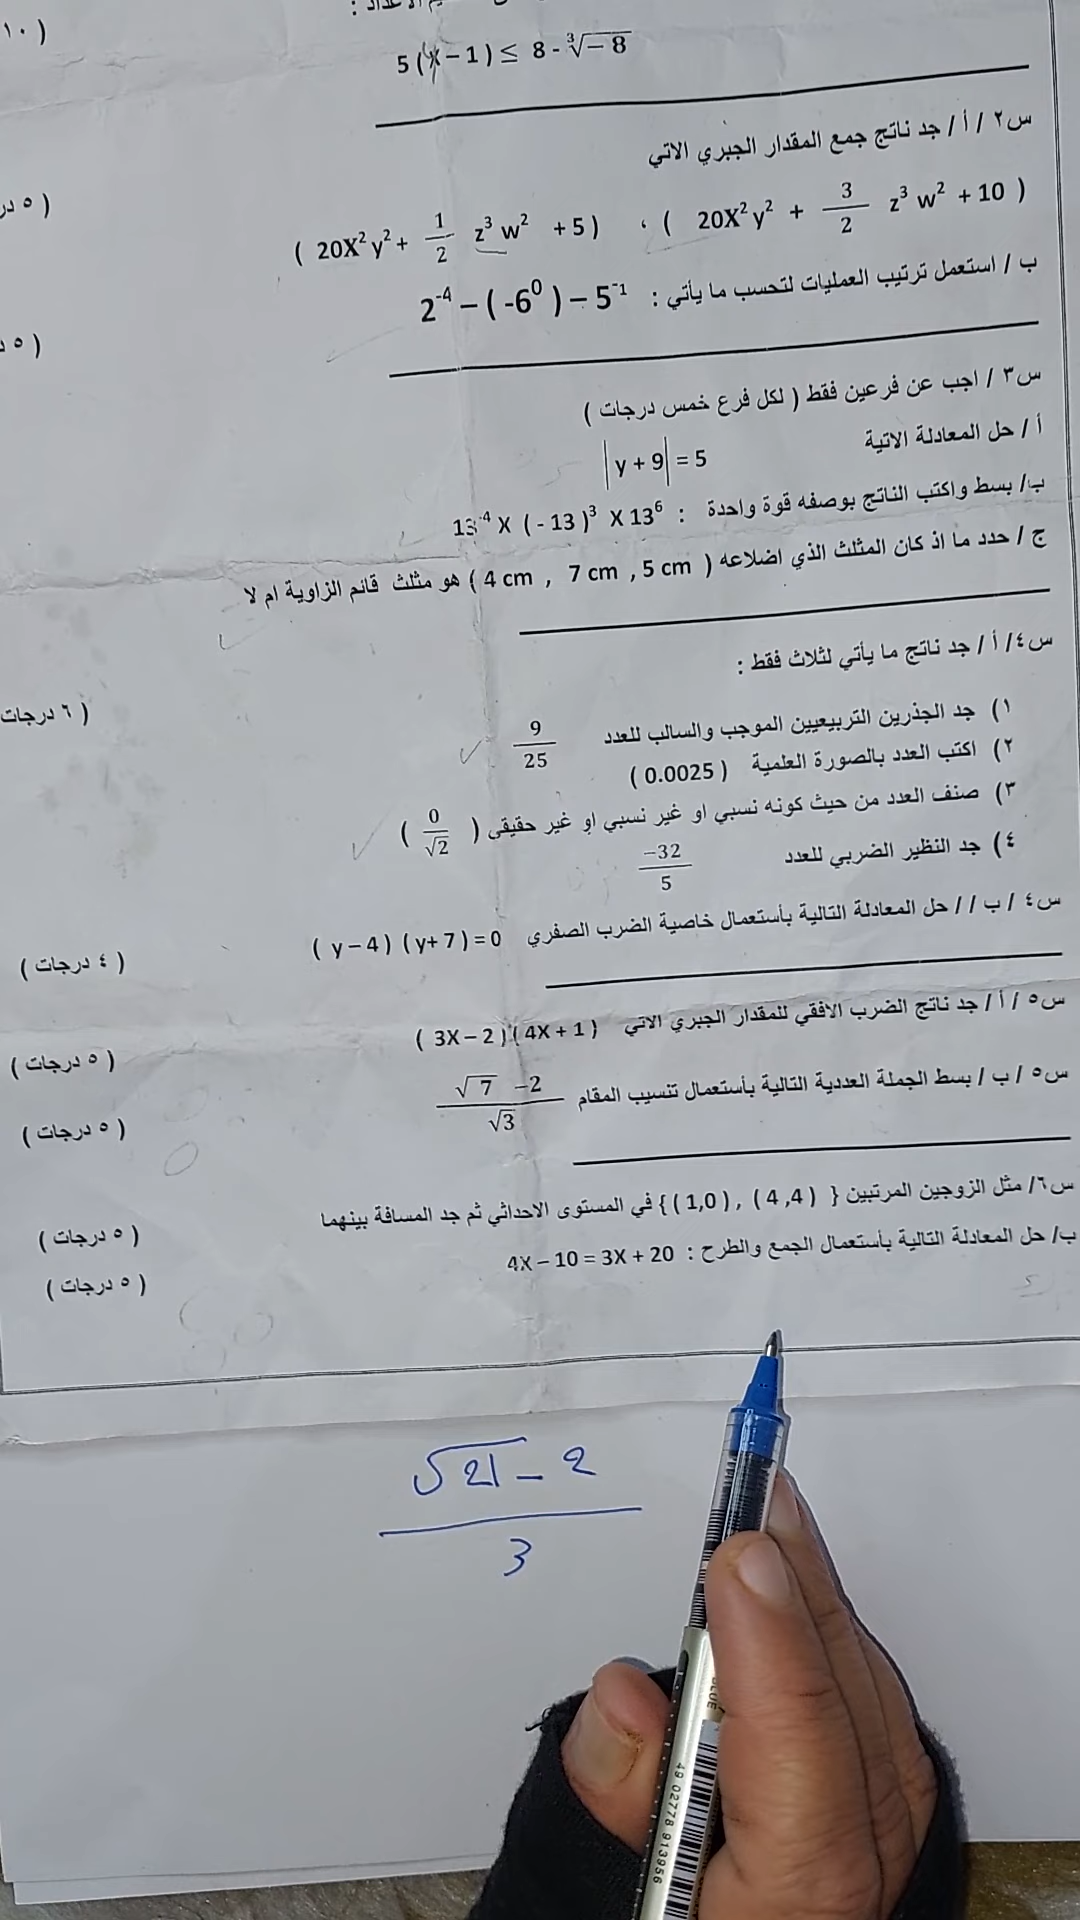 ( ١٠
5 ( x – 1 ) ≤ 8 - ∛–8
س٢ / أ / جد ناتج جمع المقدار الجبري الاتي
( 20X²y² + 1/2 z³ w² + 5 ) ، ( 20X²y² + 3/2 z³ w² + 10 )
( ٥
ب / استعمل ترتيب العمليات لتحسب ما يأتي : 2⁻⁴ – ( -6⁰ ) – 5⁻¹
( ٥
س٣ / اجب عن فرعين فقط ( لكل فرع خمس درجات )
أ / حل المعادلة الاتية |y + 9| = 5
ب/ بسط واكتب الناتج بوصفه قوة واحدة : 13⁻⁴ X ( - 13 )³ X 13⁶
ج / حدد ما اذ كان المثلث الذي اضلاعه ( 4 cm , 7 cm , 5 cm ) هو مثلث قائم الزاوية ام لا
س٤/ أ / جد ناتج ما يأتي لثلاث فقط : ( ٦ درجات
١) جد الجذرين التربيعيين الموجب والسالب للعدد 9/25
٢) اكتب العدد بالصورة العلمية ( 0.0025 )
٣) صنف العدد من حيث كونه نسبي او غير نسبي او غير حقيقي ( 0/√2 )
٤) جد النظير الضربي للعدد –32/5
س٤ / ب / / حل المعادلة التالية بأستعمال خاصية الضرب الصفري ( y – 4 ) ( y+ 7 ) = 0 ( ٤ درجات )
س٥ / أ / جد ناتج الضرب الافقي للمقدار الجبري الاتي ( 3X – 2 ) ( 4X + 1 ) ( ٥ درجات )
س٥ / ب / بسط الجملة العددية التالية بأستعمال تنسيب المقام (√7 –2)/√3 ( ٥ درجات )
س٦/ مثل الزوجين المرتبين { ( 4,4 ) , ( 1,0 ) } في المستوى الاحداثي ثم جد المسافة بينهما ( ٥ درجات )
ب/ حل المعادلة التالية بأستعمال الجمع والطرح : 4X – 10 = 3X + 20 ( ٥ درجات )
√21 – 2
3
49 02778 913956